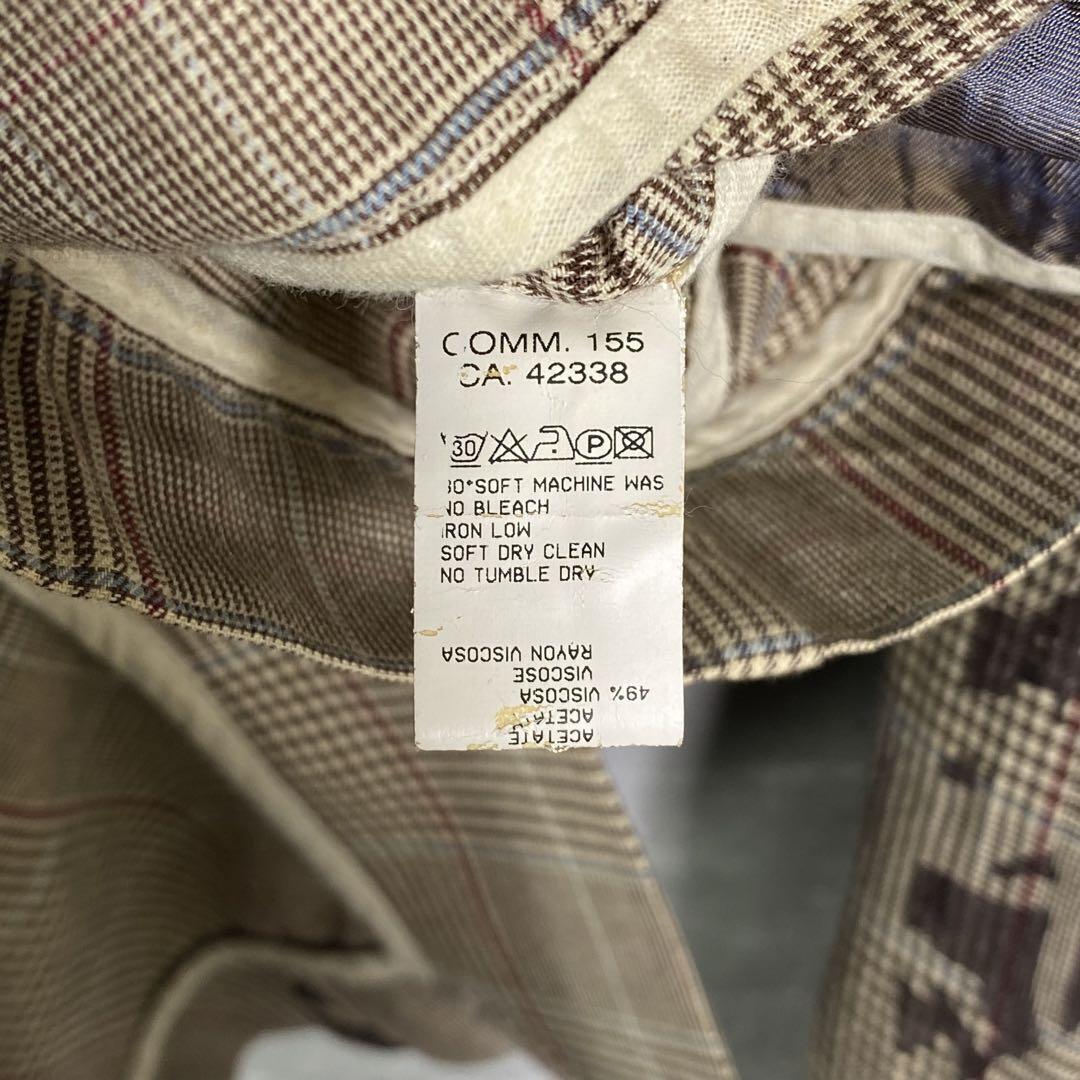 COMM. 155
CA. 42338
30 P
30°SOFT MACHINE WAS
NO BLEACH
IRON LOW
SOFT DRY CLEAN
NO TUMBLE DRY
ACETATE
ACETATO
49% VISCOSA
VISCOSE
RAYON VISCOSA